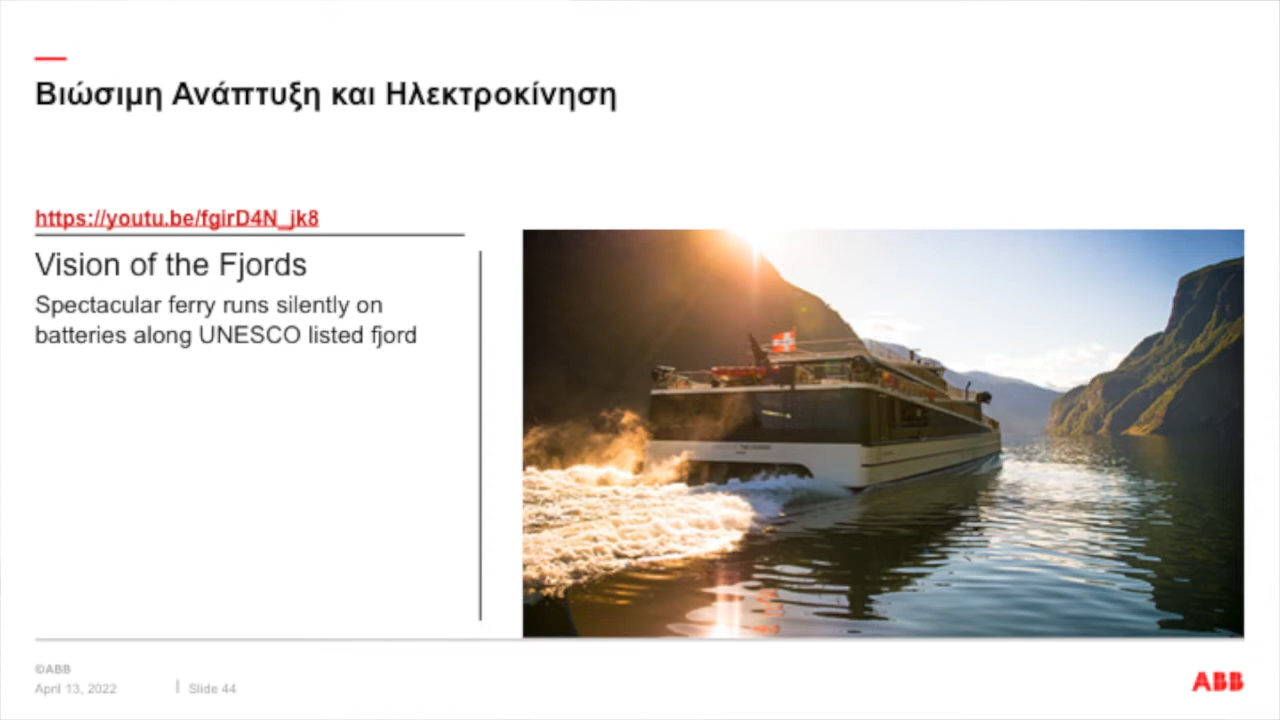 Βιώσιμη Ανάπτυξη και Ηλεκτροκίνηση
https://youtu.be/fgirD4N_jk8
Vision of the Fjords
Spectacular ferry runs silently on
batteries along UNESCO listed fjord
©ABB
April 13, 2022
Slide 44
ABB